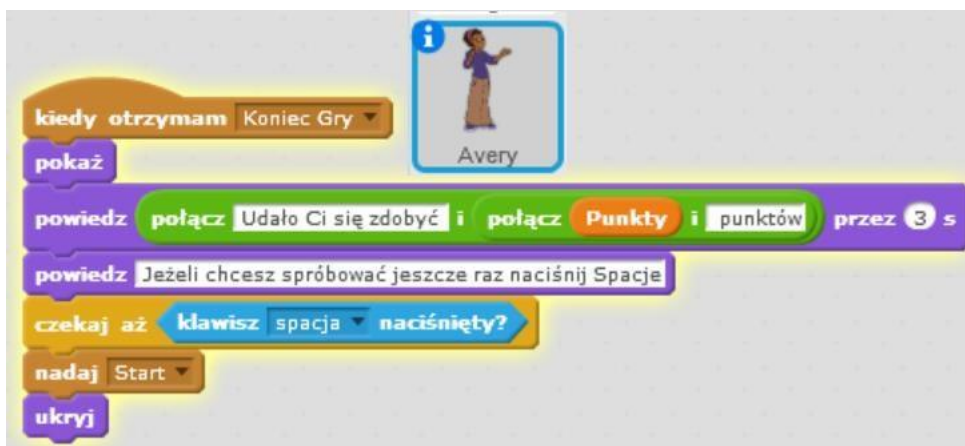 i
Avery
kiedy otrzymam Koniec Gry
pokaż
powiedz połącz Udało Ci się zdobyć i połącz Punkty i punktów przez 3 s
powiedz Jeżeli chcesz spróbować jeszcze raz naciśnij Spacje
czekaj aż klawisz spacja naciśnięty?
nadaj Start
ukryj